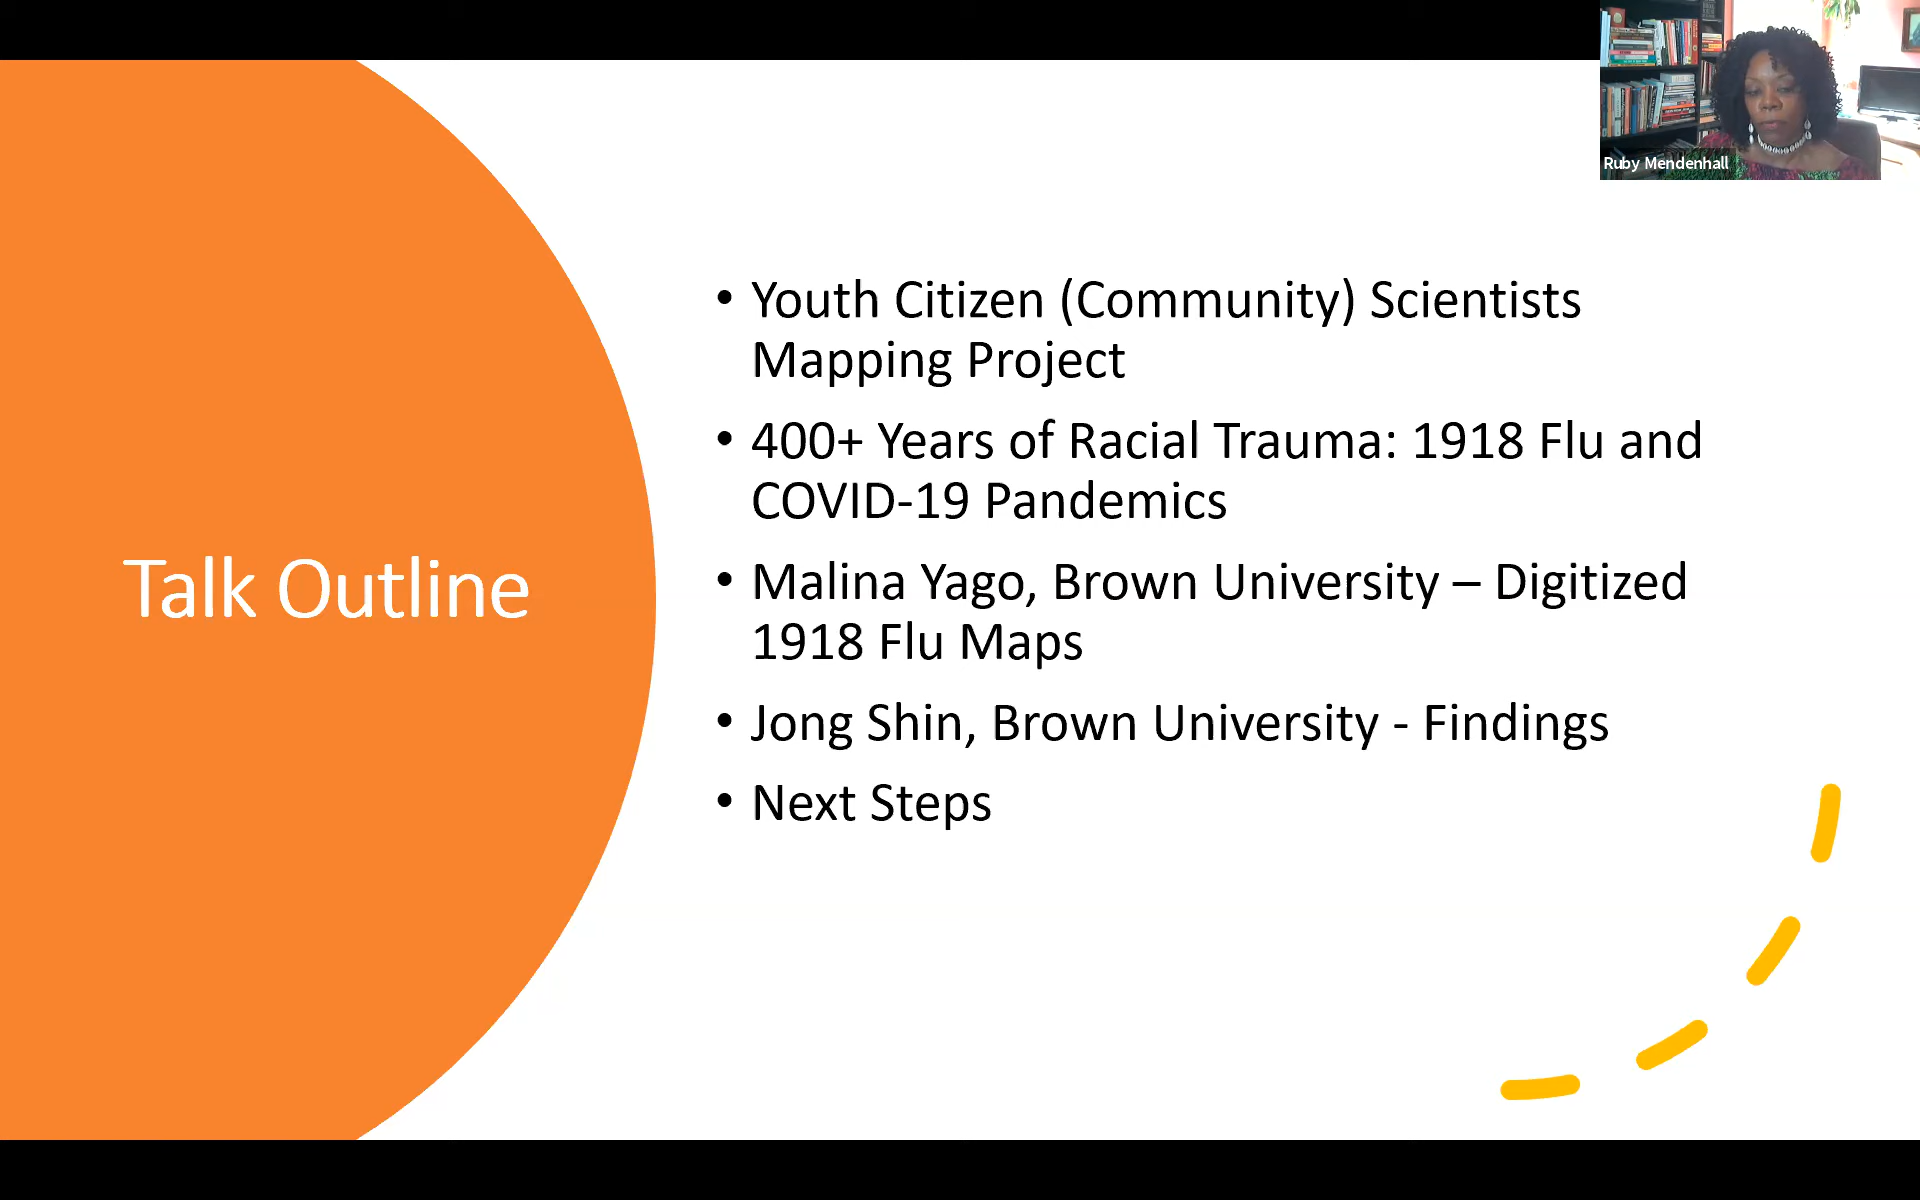 Ruby Mendenhall
Talk Outline
• Youth Citizen (Community) Scientists
Mapping Project
• 400+ Years of Racial Trauma: 1918 Flu and
COVID-19 Pandemics
• Malina Yago, Brown University – Digitized
1918 Flu Maps
• Jong Shin, Brown University - Findings
• Next Steps